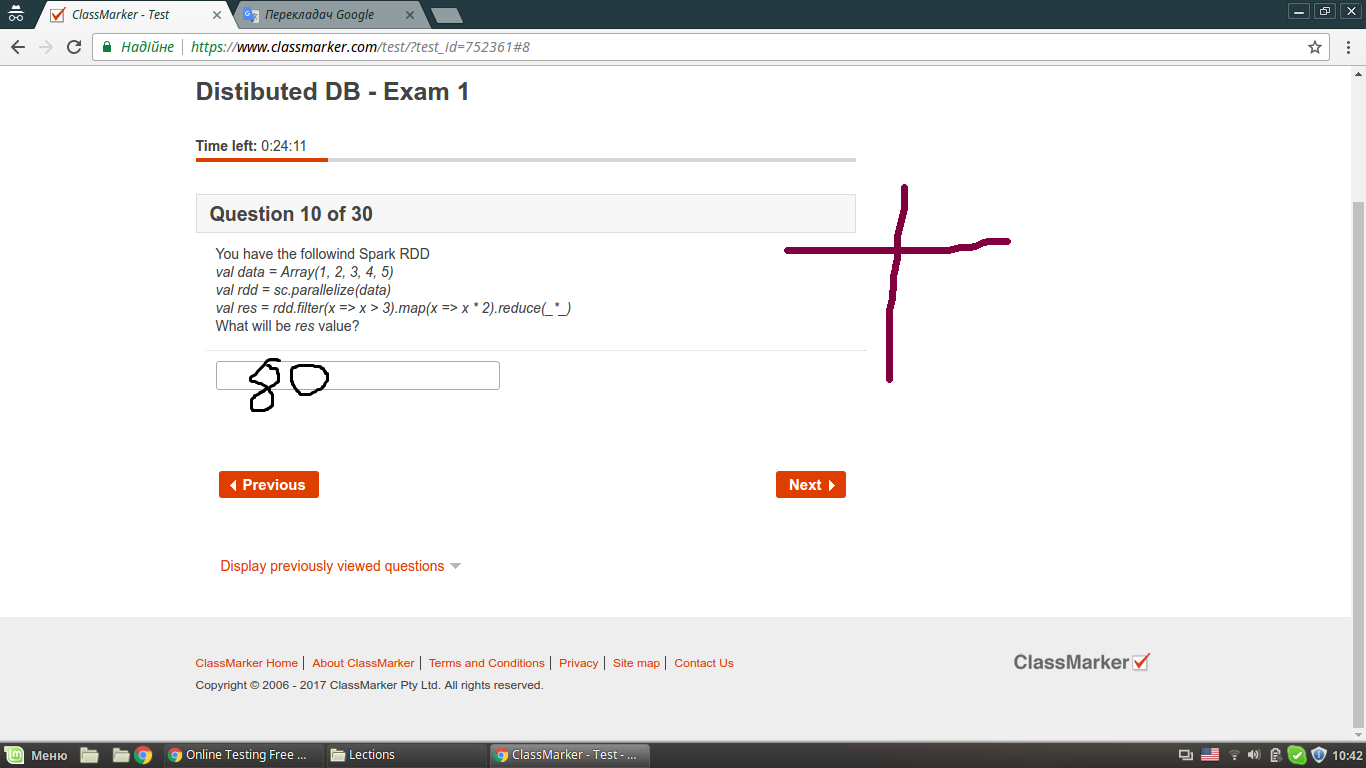 ClassMarker - Test
Перекладач Google
Надійне https://www.classmarker.com/test/?test_id=752361#8
Distibuted DB - Exam 1
Time left: 0:24:11
Question 10 of 30
You have the followind Spark RDD
val data = Array(1, 2, 3, 4, 5)
val rdd = sc.parallelize(data)
val res = rdd.filter(x => x > 3).map(x => x * 2).reduce(_*_)
What will be res value?
80
Previous
Next
Display previously viewed questions
ClassMarker Home | About ClassMarker | Terms and Conditions | Privacy | Site map | Contact Us
ClassMarker
Copyright © 2006 - 2017 ClassMarker Pty Ltd. All rights reserved.
Меню
Online Testing Free ...
Lections
ClassMarker - Test - ...
10:42